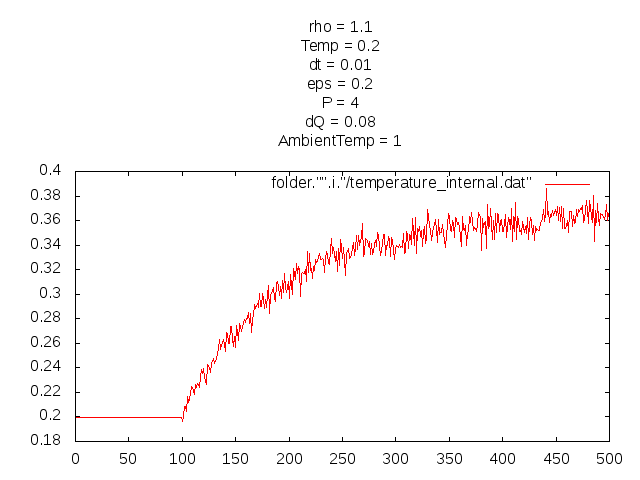 rho = 1.1
Temp = 0.2
dt = 0.01
eps = 0.2
P = 4
dQ = 0.08
AmbientTemp = 1
folder."".i."/temperature_internal.dat"
0.4
0.38
0.36
0.34
0.32
0.3
0.28
0.26
0.24
0.22
0.2
0.18
0 50 100 150 200 250 300 350 400 450 500